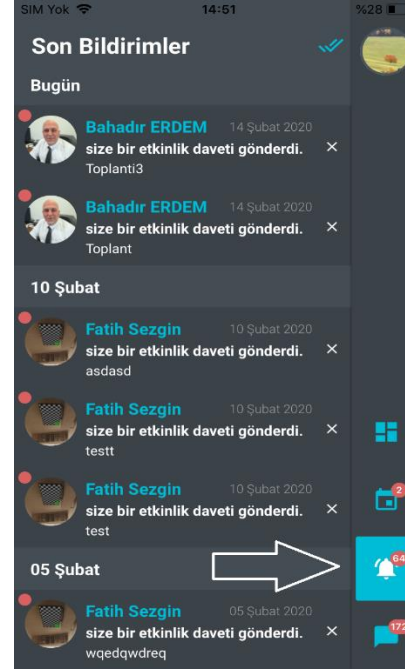 SIM Yok 14:51 %28
Son Bildirimler
Bugün
Bahadır ERDEM 14 Şubat 2020
size bir etkinlik daveti gönderdi.
Toplanti3
Bahadır ERDEM 14 Şubat 2020
size bir etkinlik daveti gönderdi.
Toplant
10 Şubat
Fatih Sezgin 10 Şubat 2020
size bir etkinlik daveti gönderdi.
asdasd
Fatih Sezgin 10 Şubat 2020
size bir etkinlik daveti gönderdi.
testt
Fatih Sezgin 10 Şubat 2020
size bir etkinlik daveti gönderdi.
test
2
05 Şubat
64
Fatih Sezgin 05 Şubat 2020
size bir etkinlik daveti gönderdi.
wqedqwdreq
172